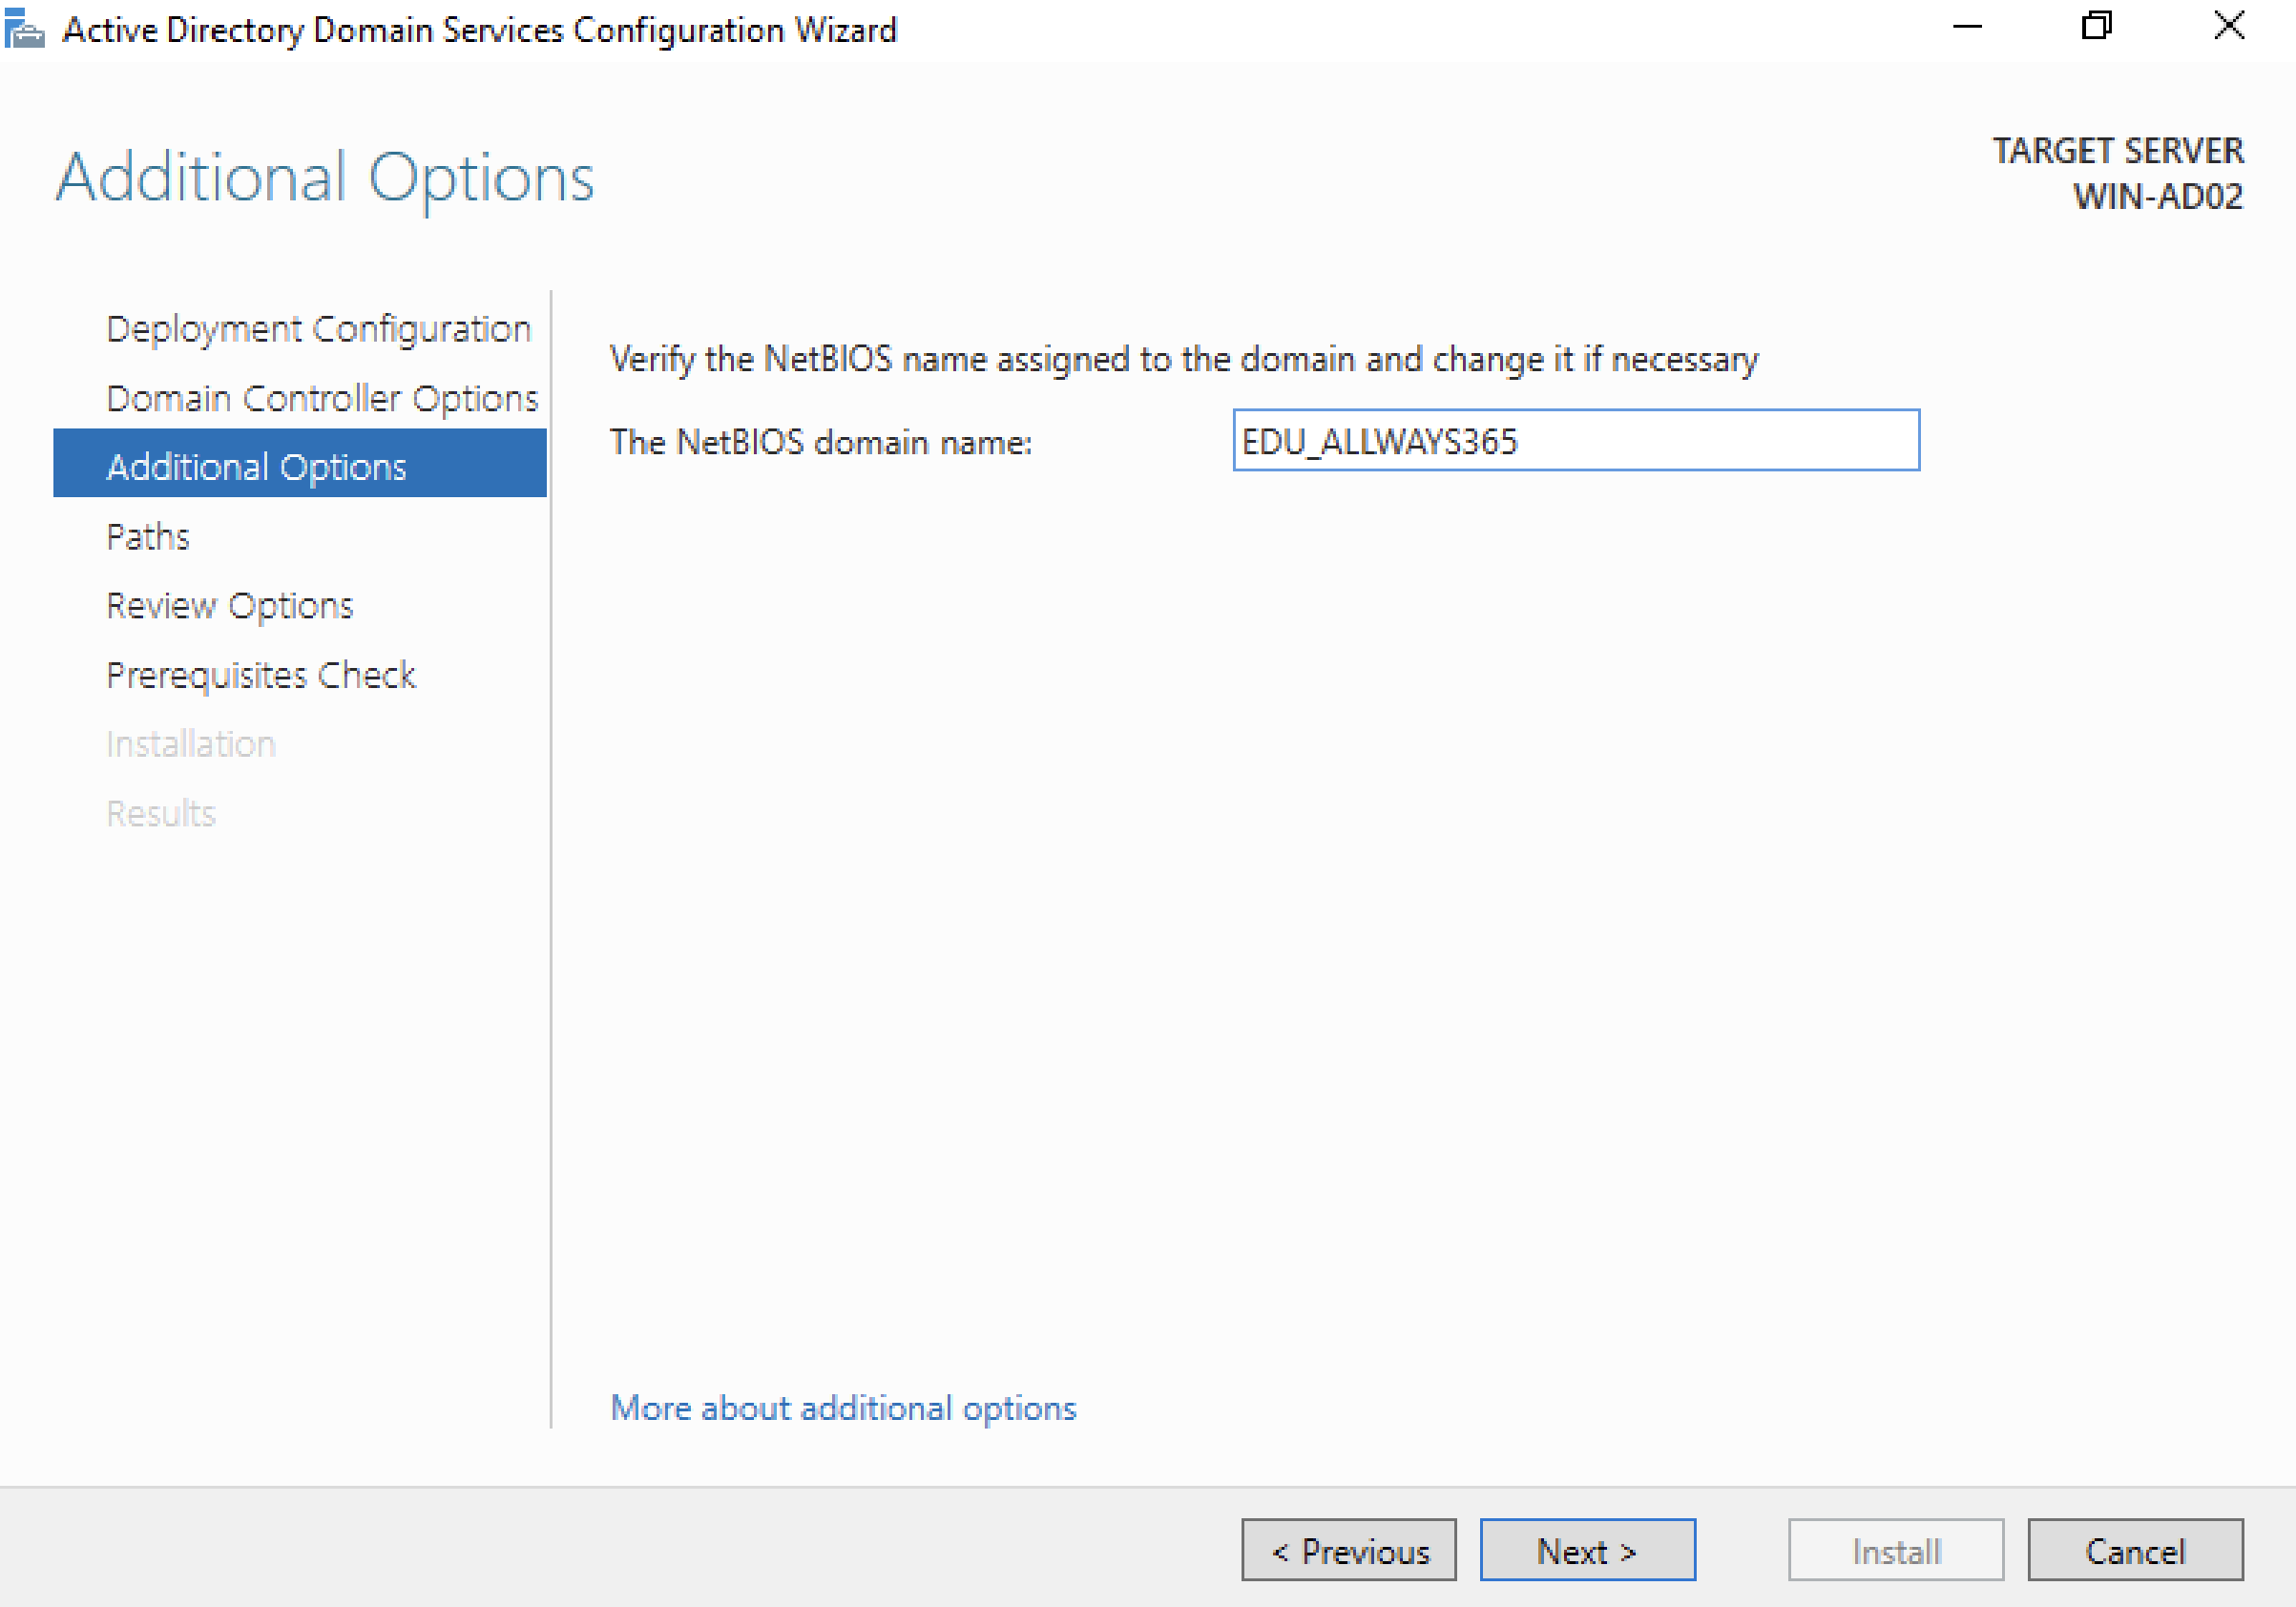 Active Directory Domain Services Configuration Wizard
Additional Options
TARGET SERVER
WIN-AD02
Deployment Configuration
Domain Controller Options
Additional Options
Paths
Review Options
Prerequisites Check
Installation
Results
Verify the NetBIOS name assigned to the domain and change it if necessary
The NetBIOS domain name: EDU_ALLWAYS365
More about additional options
< Previous Next > Install Cancel